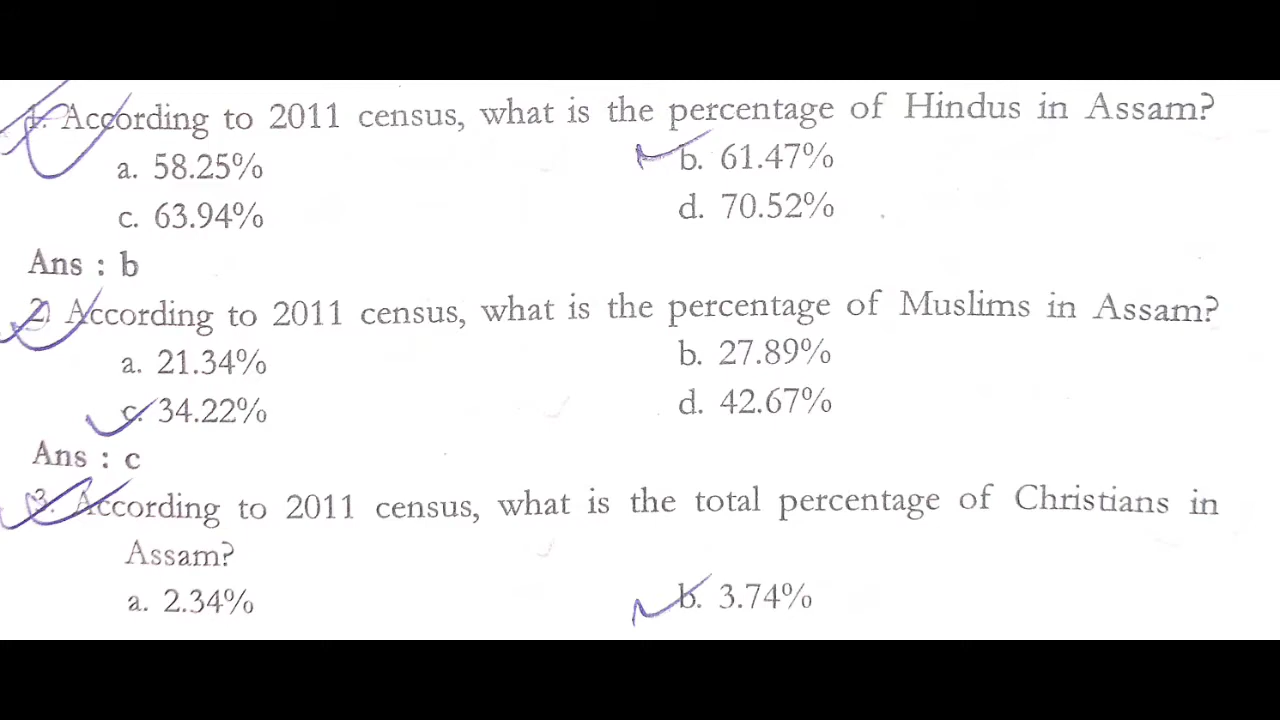 1. According to 2011 census, what is the percentage of Hindus in Assam?
a. 58.25% b. 61.47%
c. 63.94% d. 70.52%
Ans : b
2. According to 2011 census, what is the percentage of Muslims in Assam?
a. 21.34% b. 27.89%
c. 34.22% d. 42.67%
Ans : c
3. According to 2011 census, what is the total percentage of Christians in
Assam?
a. 2.34% b. 3.74%